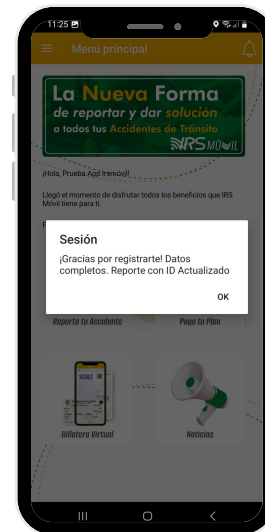 11:25
Menú principal
La Nueva Forma
de reportar y dar solución
a todos tus Accidentes de Tránsito
IRS MÓVIL
¡Hola, Prueba App Irsmóvil!
Llegó el momento de disfrutar todos los beneficios que IRS
Móvil tiene para ti.
Sesión
¡Gracias por registrarte! Datos
completos. Reporte con ID Actualizado
OK
Reporta tu Accidente
Paga tu Plan
SOAT
Billetera Virtual
Noticias